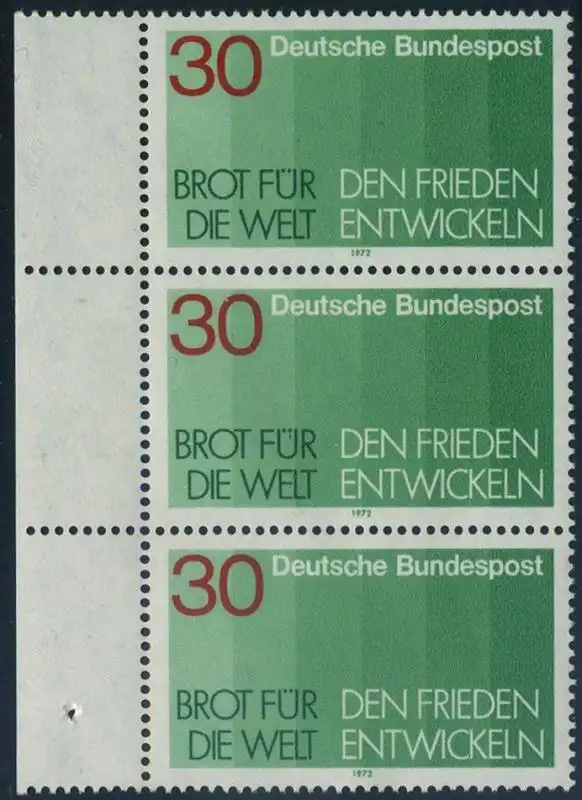 30 Deutsche Bundespost
BROT FÜR DEN FRIEDEN
DIE WELT ENTWICKELN
1972
30 Deutsche Bundespost
BROT FÜR DEN FRIEDEN
DIE WELT ENTWICKELN
1972
30 Deutsche Bundespost
BROT FÜR DEN FRIEDEN
DIE WELT ENTWICKELN
1972